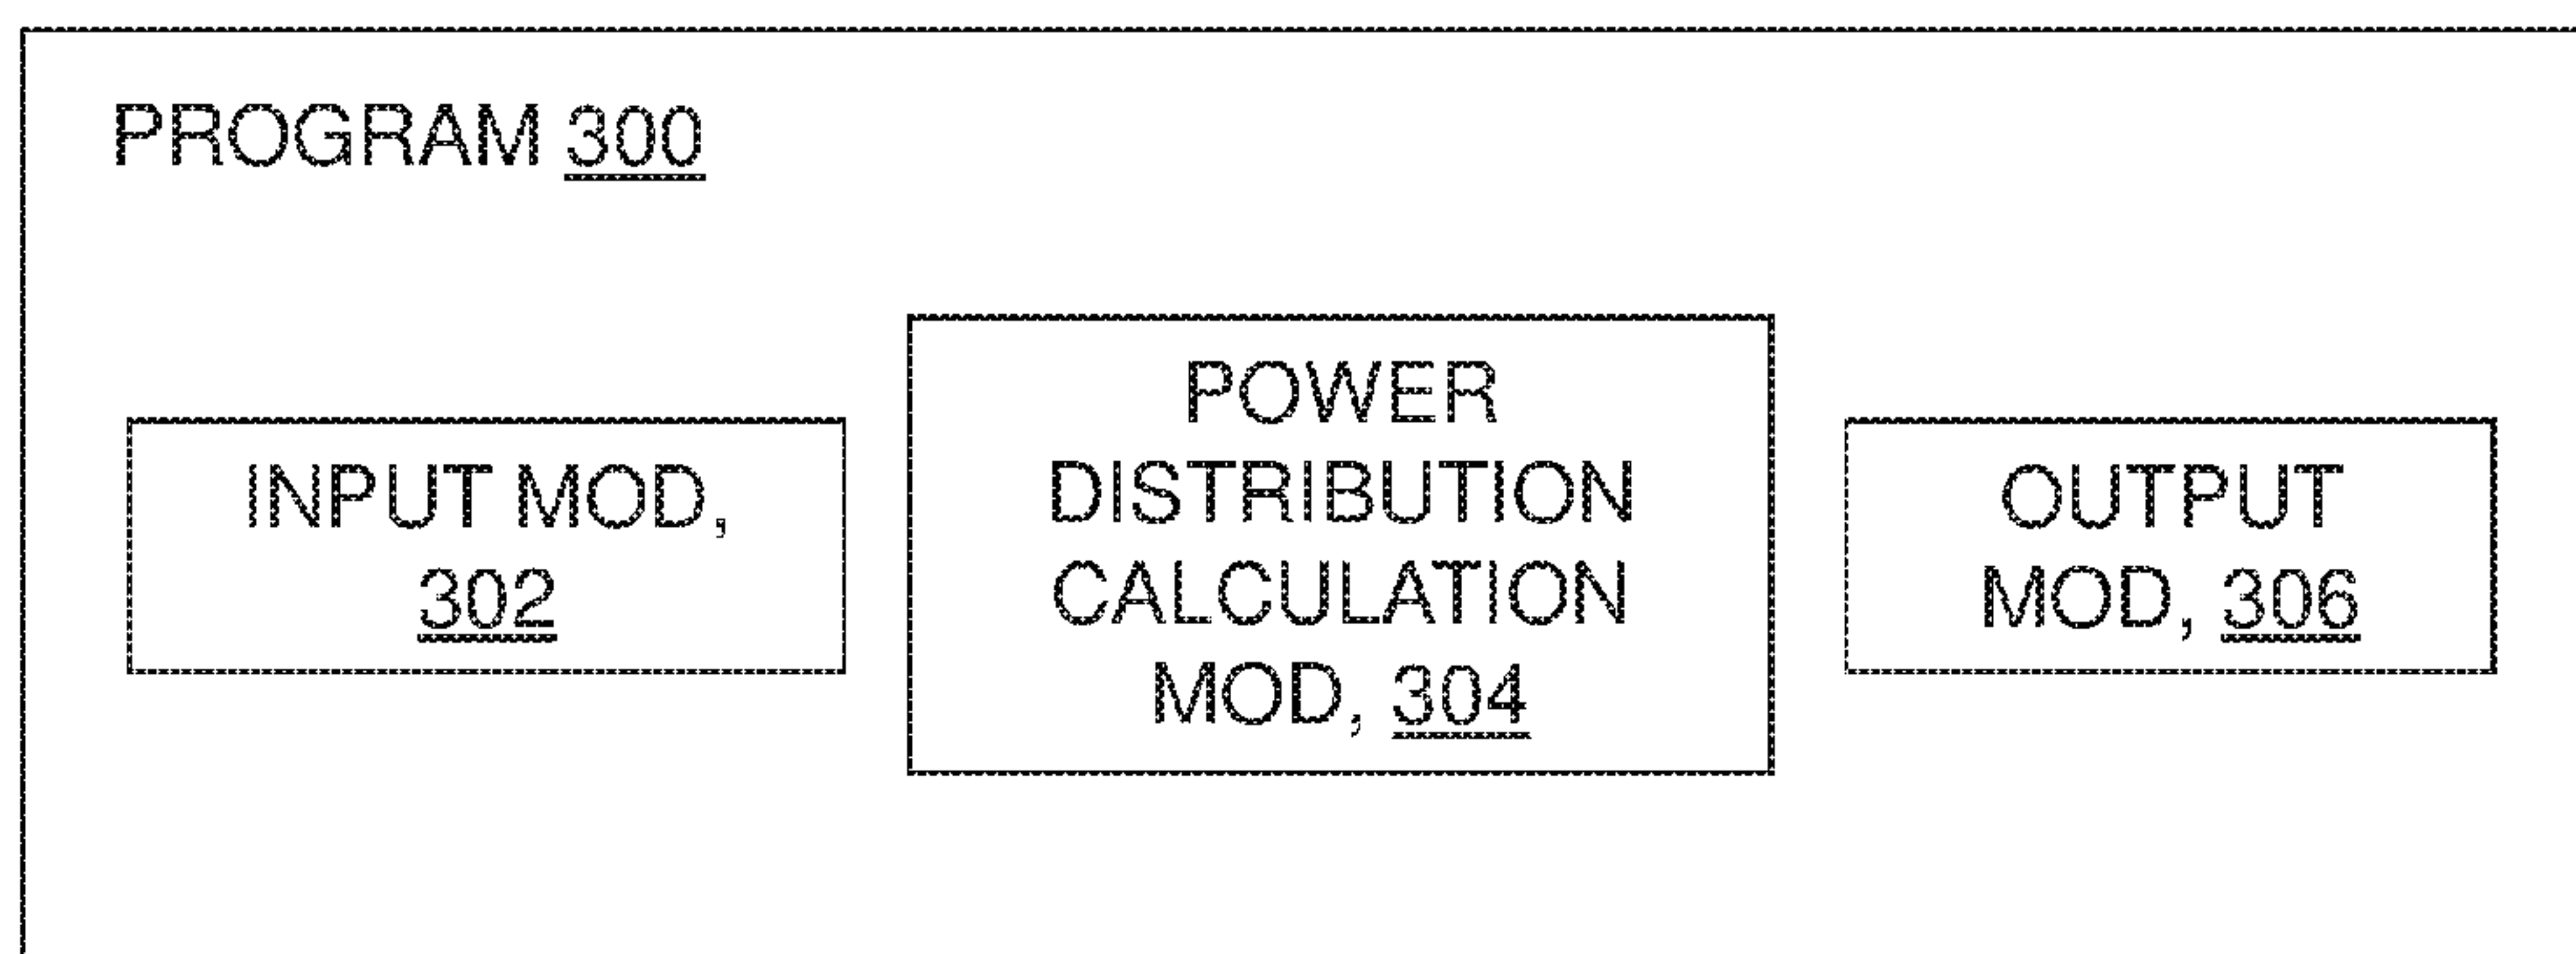 PROGRAM 300
INPUT MOD,
302
POWER
DISTRIBUTION
CALCULATION
MOD, 304
OUTPUT
MOD, 306